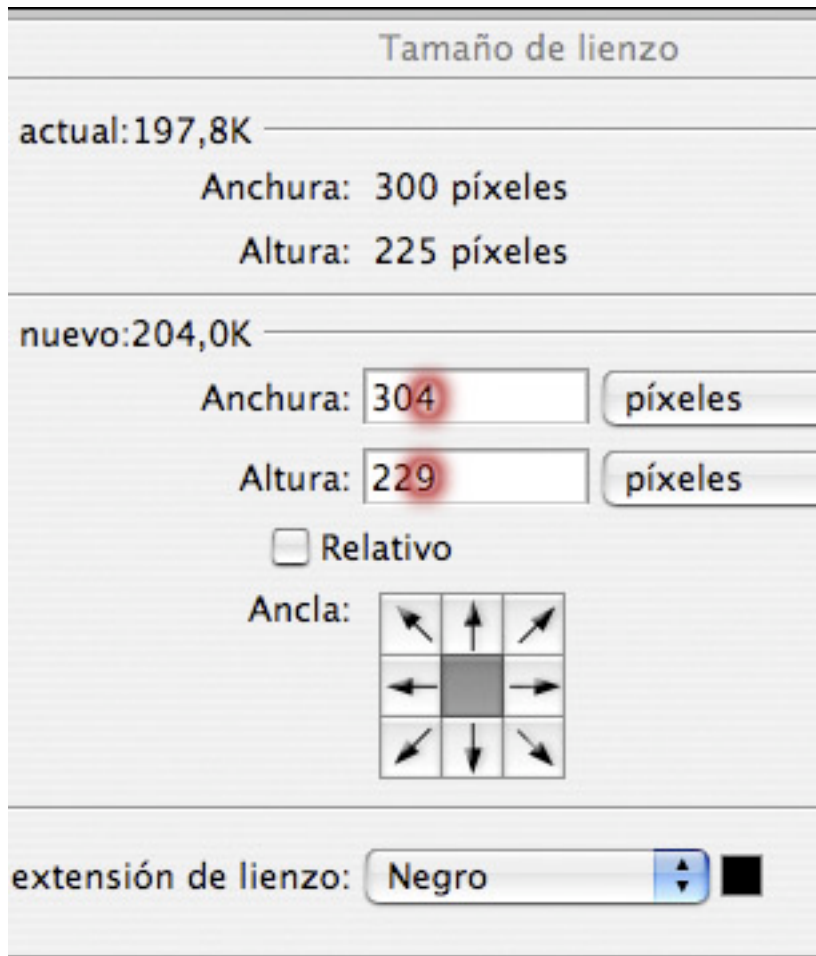 Tamaño de lienzo
actual:197,8K
Anchura: 300 píxeles
Altura: 225 píxeles
nuevo:204,0K
Anchura: 304 píxeles
Altura: 229 píxeles
Relativo
Ancla:
extensión de lienzo: Negro